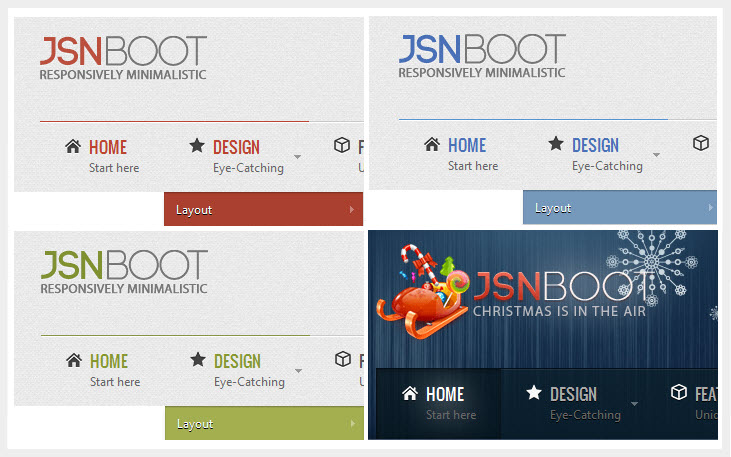 JSNBOOT
RESPONSIVELY MINIMALISTIC
HOME DESIGN
Start here Eye-Catching
Layout
JSNBOOT
RESPONSIVELY MINIMALISTIC
HOME DESIGN
Start here Eye-Catching
Layout
JSNBOOT
RESPONSIVELY MINIMALISTIC
HOME DESIGN
Start here Eye-Catching
Layout
JSNBOOT
CHRISTMAS IS IN THE AIR
HOME DESIGN FEAT
Start here Eye-Catching Uniq